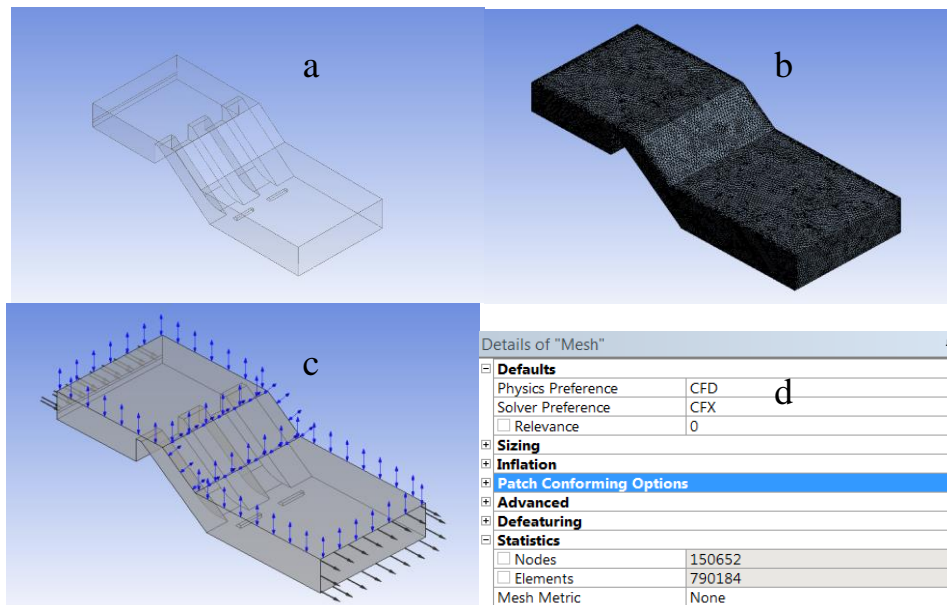 a
b
c
d
Details of "Mesh"
Defaults
Physics Preference CFD
Solver Preference CFX
Relevance 0
Sizing
Inflation
Patch Conforming Options
Advanced
Defeaturing
Statistics
Nodes 150652
Elements 790184
Mesh Metric None